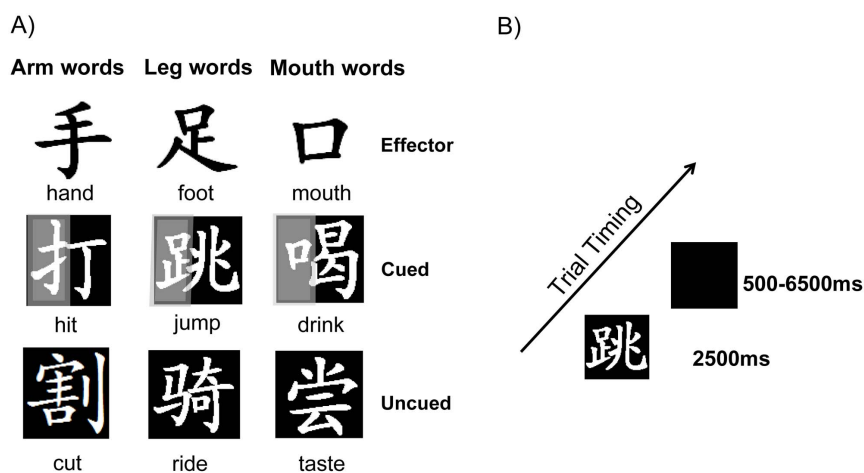 A)
Arm words Leg words Mouth words
手 足 口 Effector
hand foot mouth
打 跳 喝 Cued
hit jump drink
割 骑 尝 Uncued
cut ride taste
B)
Trial Timing
500-6500ms
跳 2500ms